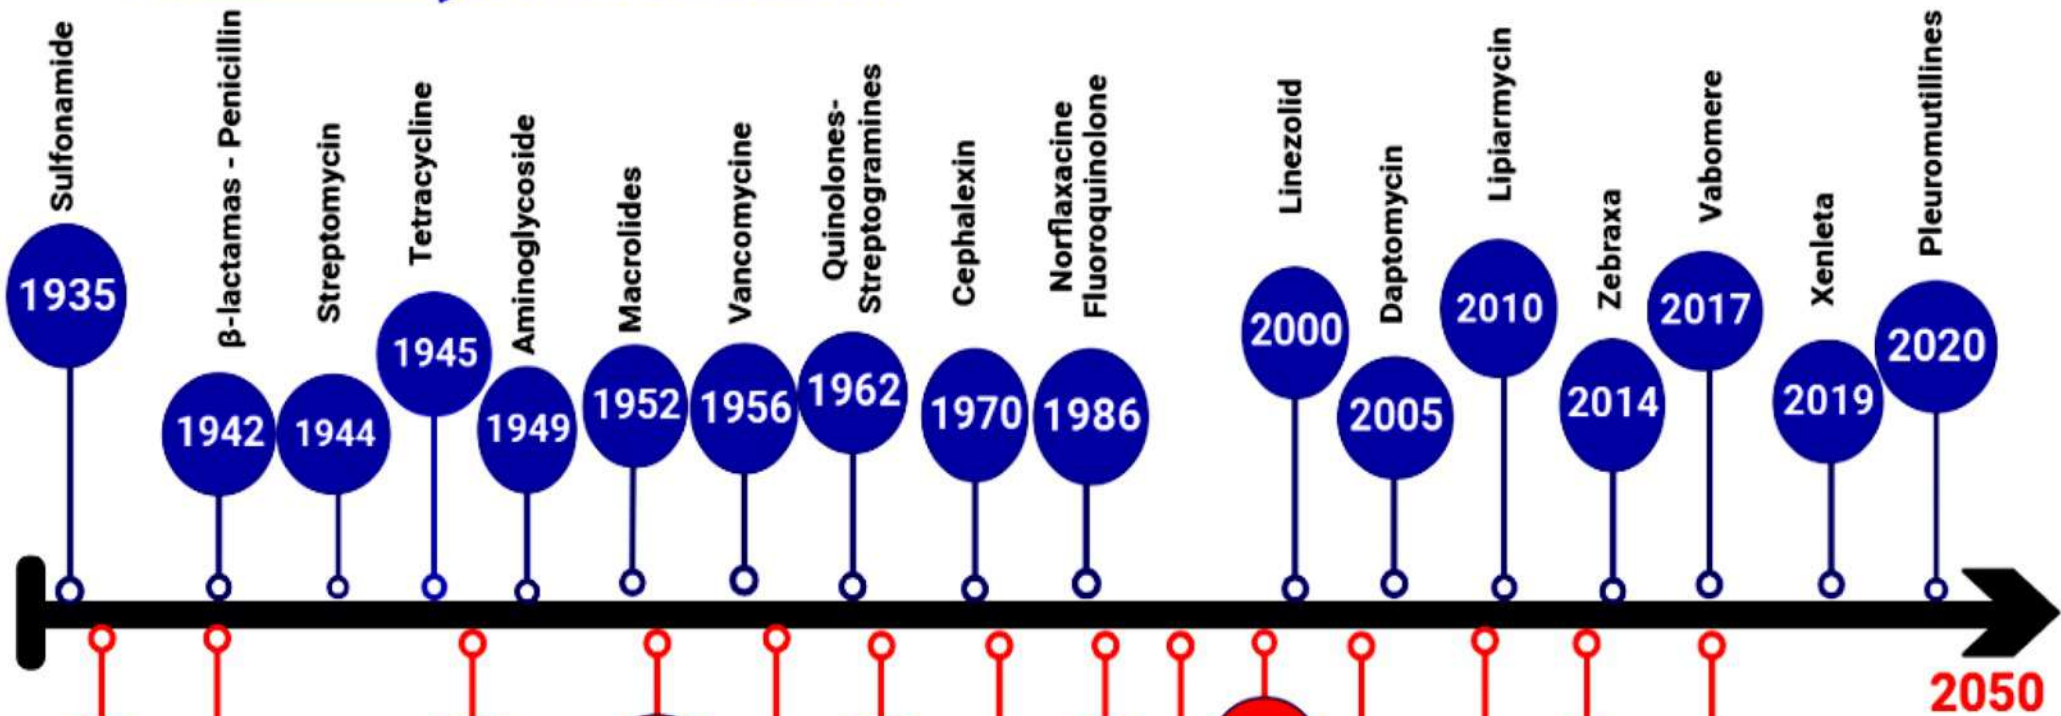 Sulfonamide
1935
β-lactamas - Penicillin
1942
Streptomycin
1944
Tetracycline
1945
Aminoglycoside
1949
Macrolides
1952
Vancomycine
1956
Quinolones-
Streptogramines
1962
Cephalexin
1970
Norflaxacine
Fluoroquinolone
1986
Linezolid
2000
Daptomycin
2005
Lipiarmycin
2010
Zebraxa
2014
Vabomere
2017
Xenleta
2019
Pleuromutillines
2020
2050